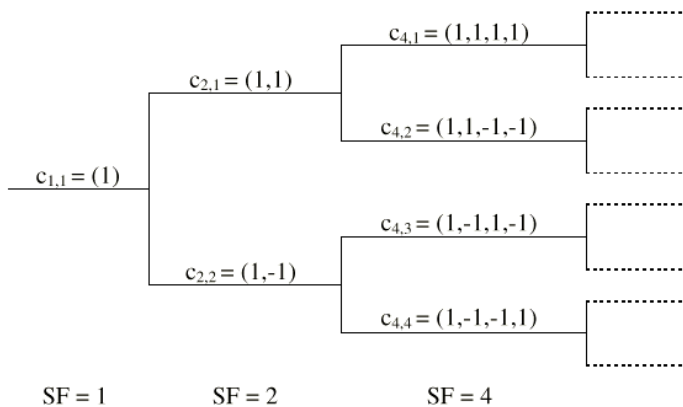 c4,1 = (1,1,1,1)
c2,1 = (1,1)
c4,2 = (1,1,-1,-1)
c1,1 = (1)
c4,3 = (1,-1,1,-1)
c2,2 = (1,-1)
c4,4 = (1,-1,-1,1)
SF = 1 SF = 2 SF = 4